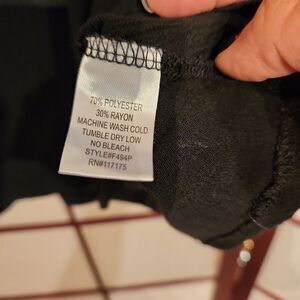 70% POLYESTER
30% RAYON
MACHINE WASH COLD
TUMBLE DRY LOW
NO BLEACH
STYLE#F494P
RN#117175